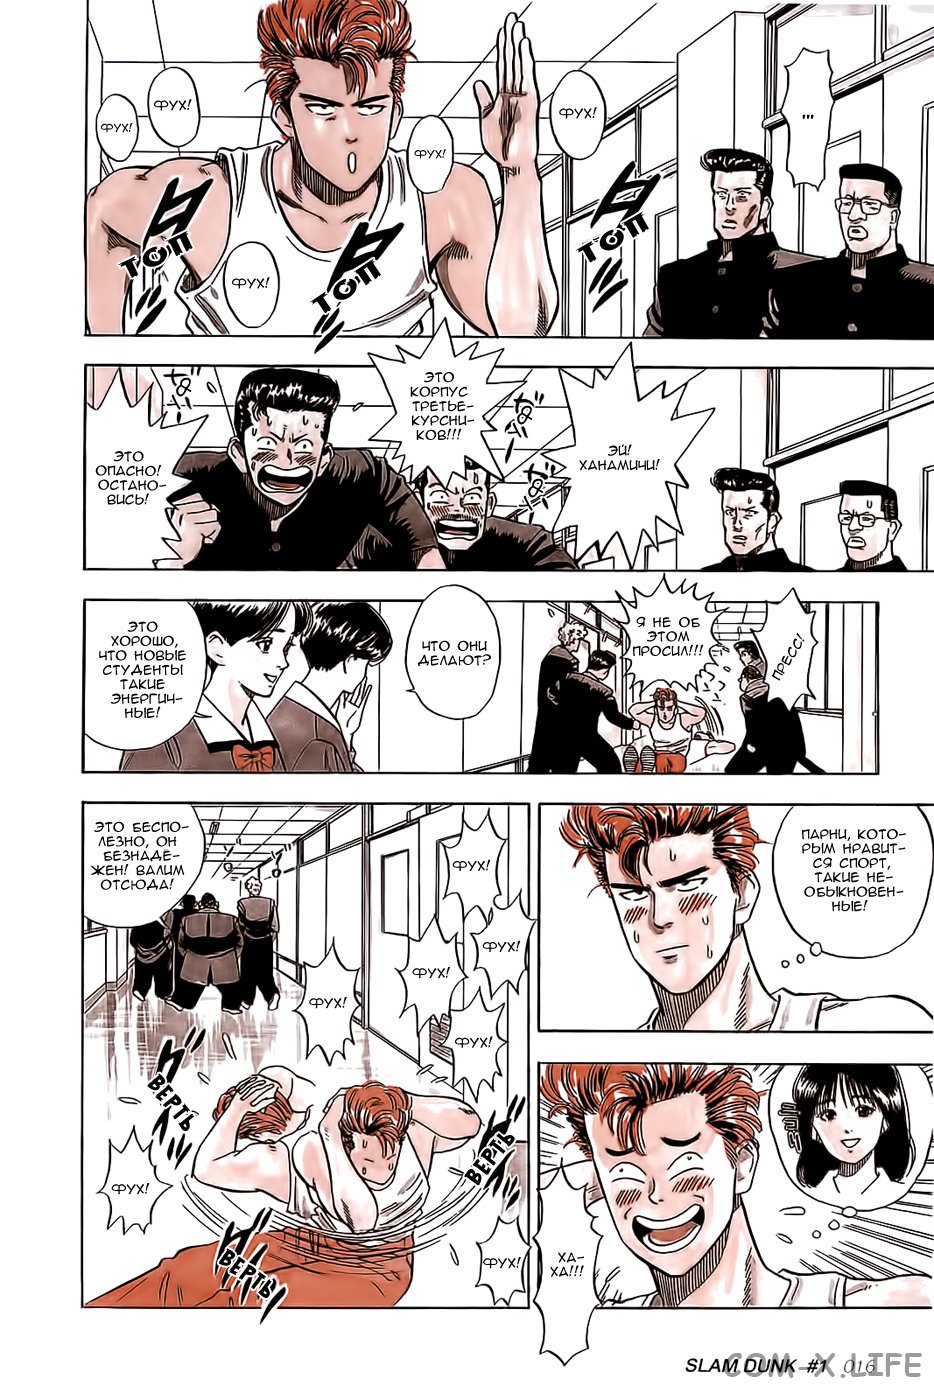 ФУХ!
ФУХ!
ФУХ!
ФУХ!
ФУХ!
ТОП
ТОП
ТОП
...
ЭТО
ОПАСНО!
ОСТАНО-
ВИСЬ!
ЭТО
КОРПУС
ТРЕТЬЕ-
КУРСНИ-
КОВ!!!
ЭЙ!
ХАНАМИЧИ!
ЭТО
ХОРОШО,
ЧТО НОВЫЕ
СТУДЕНТЫ
ТАКИЕ
ЭНЕРГИЧ-
НЫЕ!
ЧТО ОНИ
ДЕЛАЮТ?
Я НЕ ОБ
ЭТОМ
ПРОСИЛ!!!
ПРЕСС!
ЭТО БЕСПО-
ЛЕЗНО, ОН
БЕЗНАДЁ-
ЖЕН! ВАЛИМ
ОТСЮДА!
ФУХ!
ФУХ!
ФУХ!
ФУХ!
ФУХ!
ФУХ!
ФУХ!
ВЕРТЬ
ВЕРТЬ
ВЕРТЬ
ПАРНИ, КОТО-
РЫМ НРАВИТ-
СЯ СПОРТ,
ТАКИЕ НЕ-
ОБЫКНОВЕН-
НЫЕ!
ХА-
ХА!!!
SLAM DUNK #1 016
COM-X.LIFE